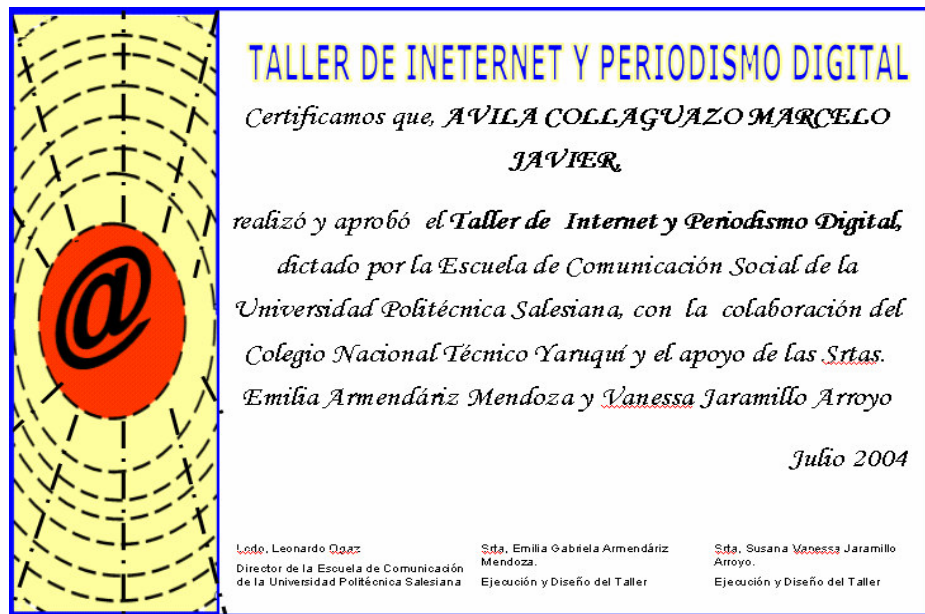 TALLER DE INETERNET Y PERIODISMO DIGITAL
Certificamos que, AVILA COLLAGUAZO MARCELO
JAVIER,
realizó y aprobó el Taller de Internet y Periodismo Digital,
dictado por la Escuela de Comunicación Social de la
Universidad Politécnica Salesiana, con la colaboración del
Colegio Nacional Técnico Yaruquí y el apoyo de las Srtas.
Emilia Armendáriz Mendoza y Vanessa Jaramillo Arroyo
Julio 2004
@
Lcdo, Leonardo Ogaz
Director de la Escuela de Comunicación
de la Universidad Politécnica Salesiana
Srta, Emilia Gabriela Armendáriz
Mendoza.
Ejecución y Diseño del Taller
Srta, Susana Vanessa Jaramillo
Arroyo.
Ejecución y Diseño del Taller